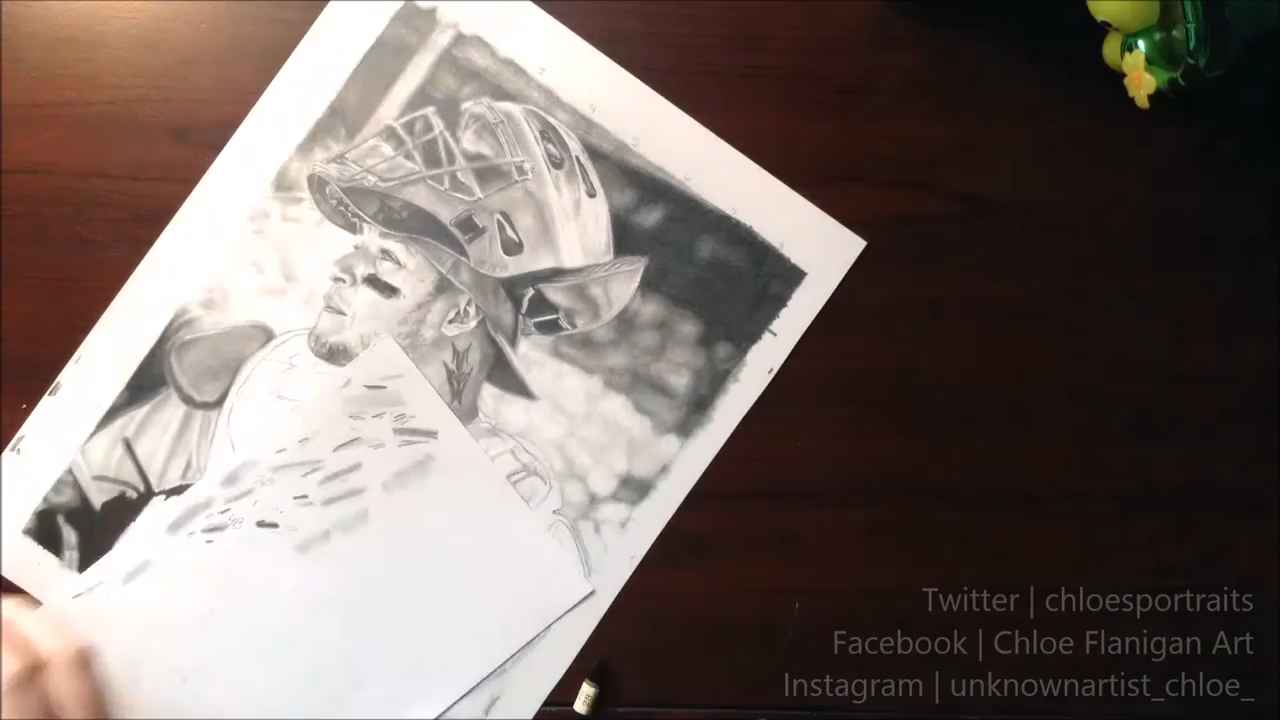 Twitter | chloesportraits
Facebook | Chloe Flanigan Art
Instagram | unknownartist_chloe_